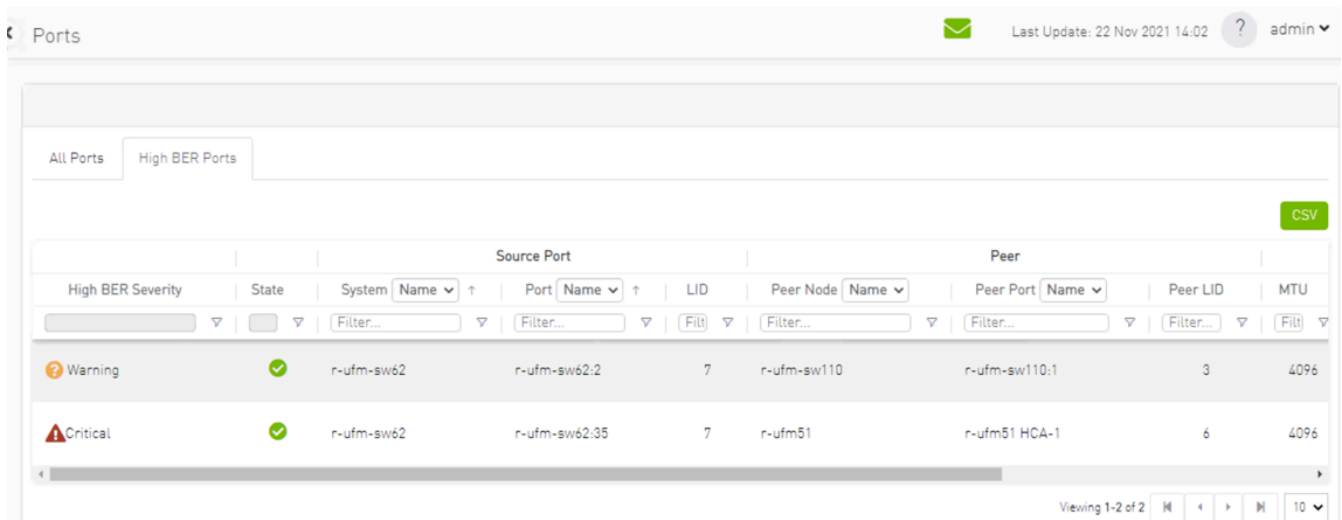 Ports
Last Update: 22 Nov 2021 14:02 ? admin
All Ports High BER Ports
CSV
Source Port Peer
High BER Severity State System Name ↑ Port Name ↑ LID Peer Node Name Peer Port Name Peer LID MTU
Filter... Filter... Filt Filter... Filter... Filter... Filt
Warning r-ufm-sw62 r-ufm-sw62:2 7 r-ufm-sw110 r-ufm-sw110:1 3 4096
Critical r-ufm-sw62 r-ufm-sw62:35 7 r-ufm51 r-ufm51 HCA-1 6 4096
Viewing 1-2 of 2 10